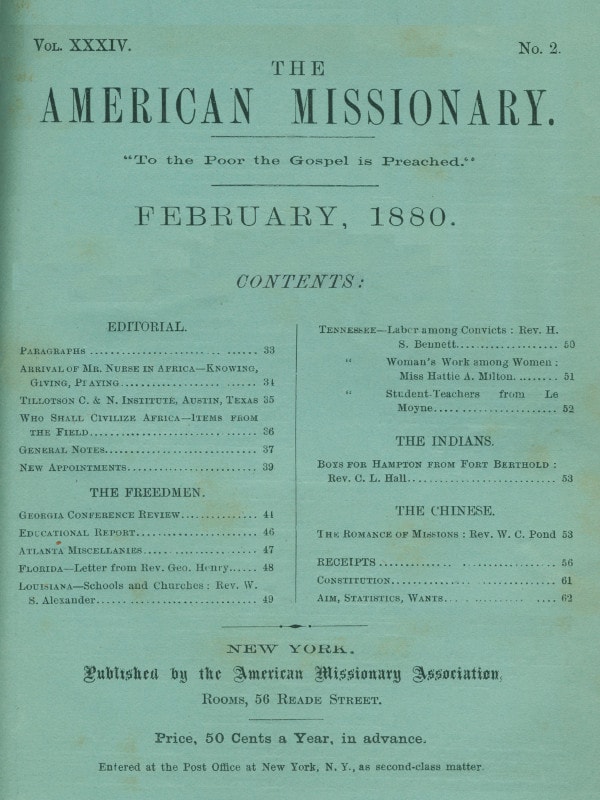 Vol. XXXIV.
No. 2.
THE
AMERICAN MISSIONARY.
"To the Poor the Gospel is Preached."
FEBRUARY, 1880.
CONTENTS:
EDITORIAL.
Paragraphs ........................................ 33
Arrival of Mr. Nurse in Africa—Knowing,
Giving, Praying................................. 34
Tillotson C. & N. Institute, Austin, Texas 35
Who Shall Civilize Africa—Items from
the Field........................................ 36
General Notes.................................... 37
New Appointments............................... 39
THE FREEDMEN.
Georgia Conference Review............... 44
Educational Report............................ 46
Atlanta Miscellanies......................... 47
Florida—Letter from Rev. Geo. Henry...... 48
Louisiana—Schools and Churches: Rev. W.
S. Alexander.................................... 49
Tennessee—Labor among Convicts: Rev. H.
S. Bennett...................... 50
" Woman's Work among Women:
Miss Hattie A. Milton......... 51
" Student-Teachers from Le
Moyne........................... 52
THE INDIANS.
Boys for Hampton from Fort Berthold:
Rev. C. L. Hall.............................. 53
THE CHINESE.
The Romance of Missions: Rev. W. C. Pond 53
RECEIPTS ...................................... 56
Constitution................................... 61
Aim, Statistics, Wants....................... 62
NEW YORK.
Published by the American Missionary Association,
Rooms, 56 Reade Street.
Price, 50 Cents a Year, in advance.
Entered at the Post Office at New York, N. Y., as second-class matter.